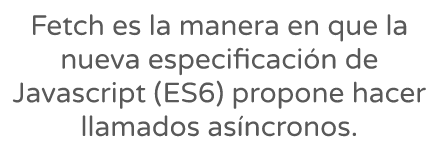 Fetch es la manera en que la
nueva especificación de
Javascript (ES6) propone hacer
llamados asíncronos.